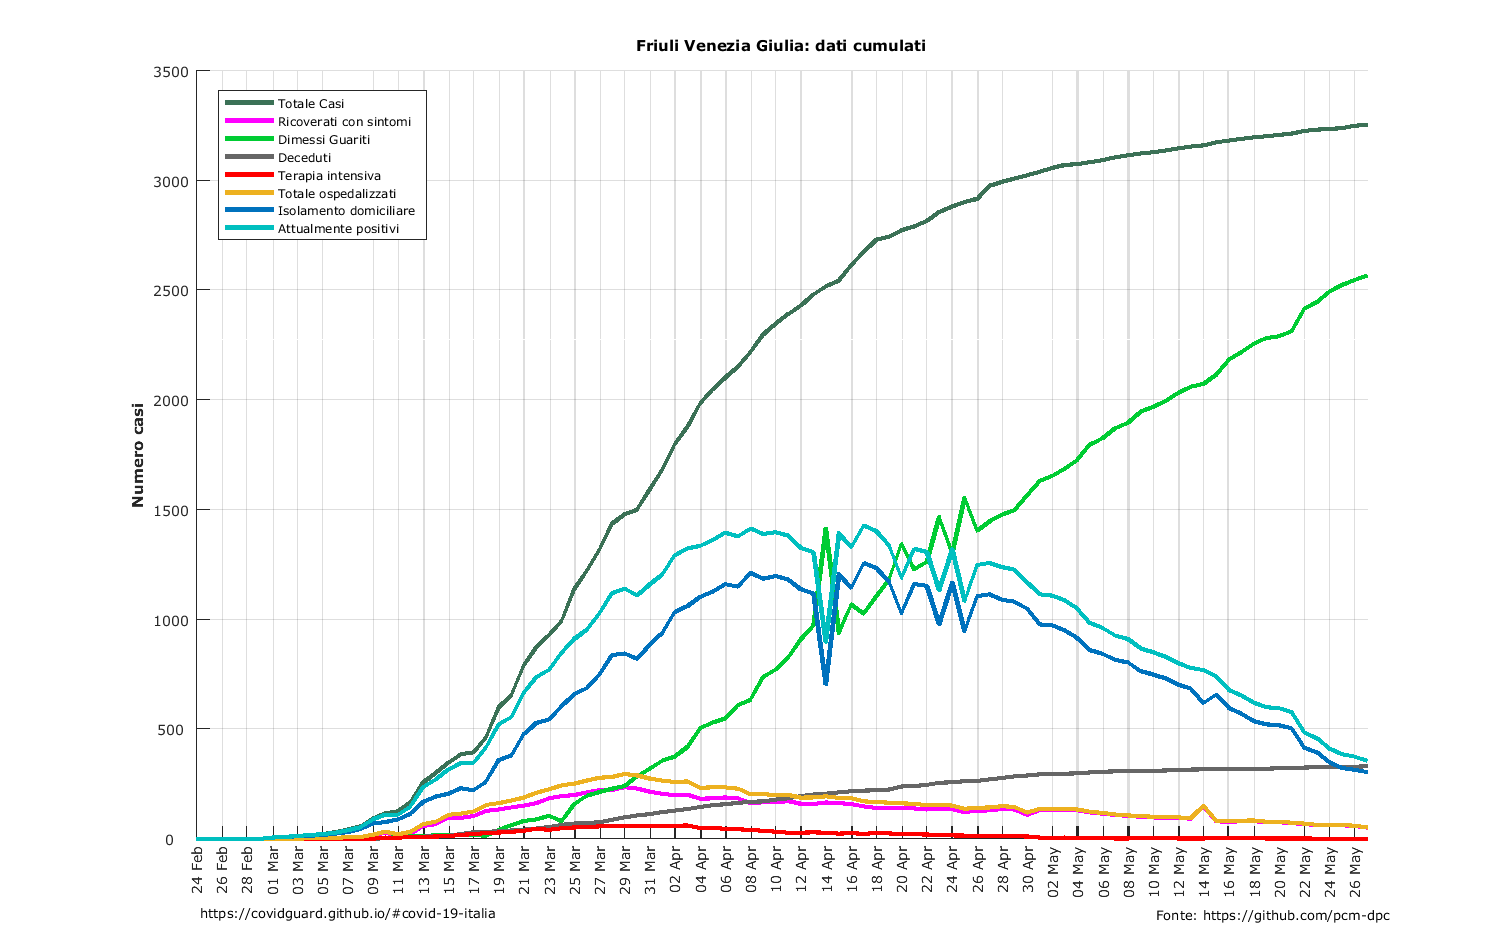 Friuli Venezia Giulia: dati cumulati
3500
3000
2500
2000
1500
1000
500
0
Numero casi
Totale Casi
Ricoverati con sintomi
Dimessi Guariti
Deceduti
Terapia intensiva
Totale ospedalizzati
Isolamento domiciliare
Attualmente positivi
24 Feb
26 Feb
28 Feb
01 Mar
03 Mar
05 Mar
07 Mar
09 Mar
11 Mar
13 Mar
15 Mar
17 Mar
19 Mar
21 Mar
23 Mar
25 Mar
27 Mar
29 Mar
31 Mar
02 Apr
04 Apr
06 Apr
08 Apr
10 Apr
12 Apr
14 Apr
16 Apr
18 Apr
20 Apr
22 Apr
24 Apr
26 Apr
28 Apr
30 Apr
02 May
04 May
06 May
08 May
10 May
12 May
14 May
16 May
18 May
20 May
22 May
24 May
26 May
https://covidguard.github.io/#covid-19-italia
Fonte: https://github.com/pcm-dpc